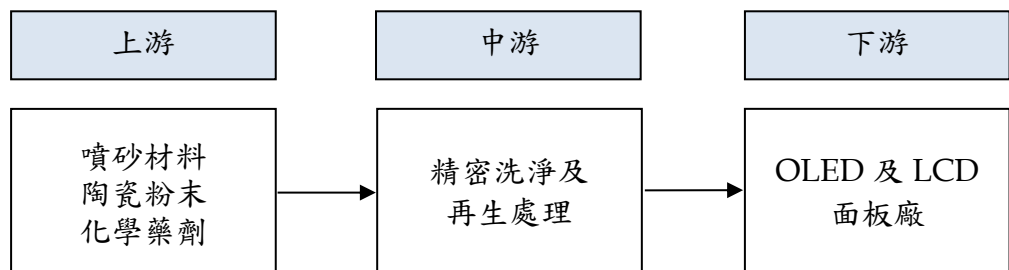 上游
中游
下游
噴砂材料
陶瓷粉末
化學藥劑
精密洗淨及
再生處理
OLED 及 LCD
面板廠